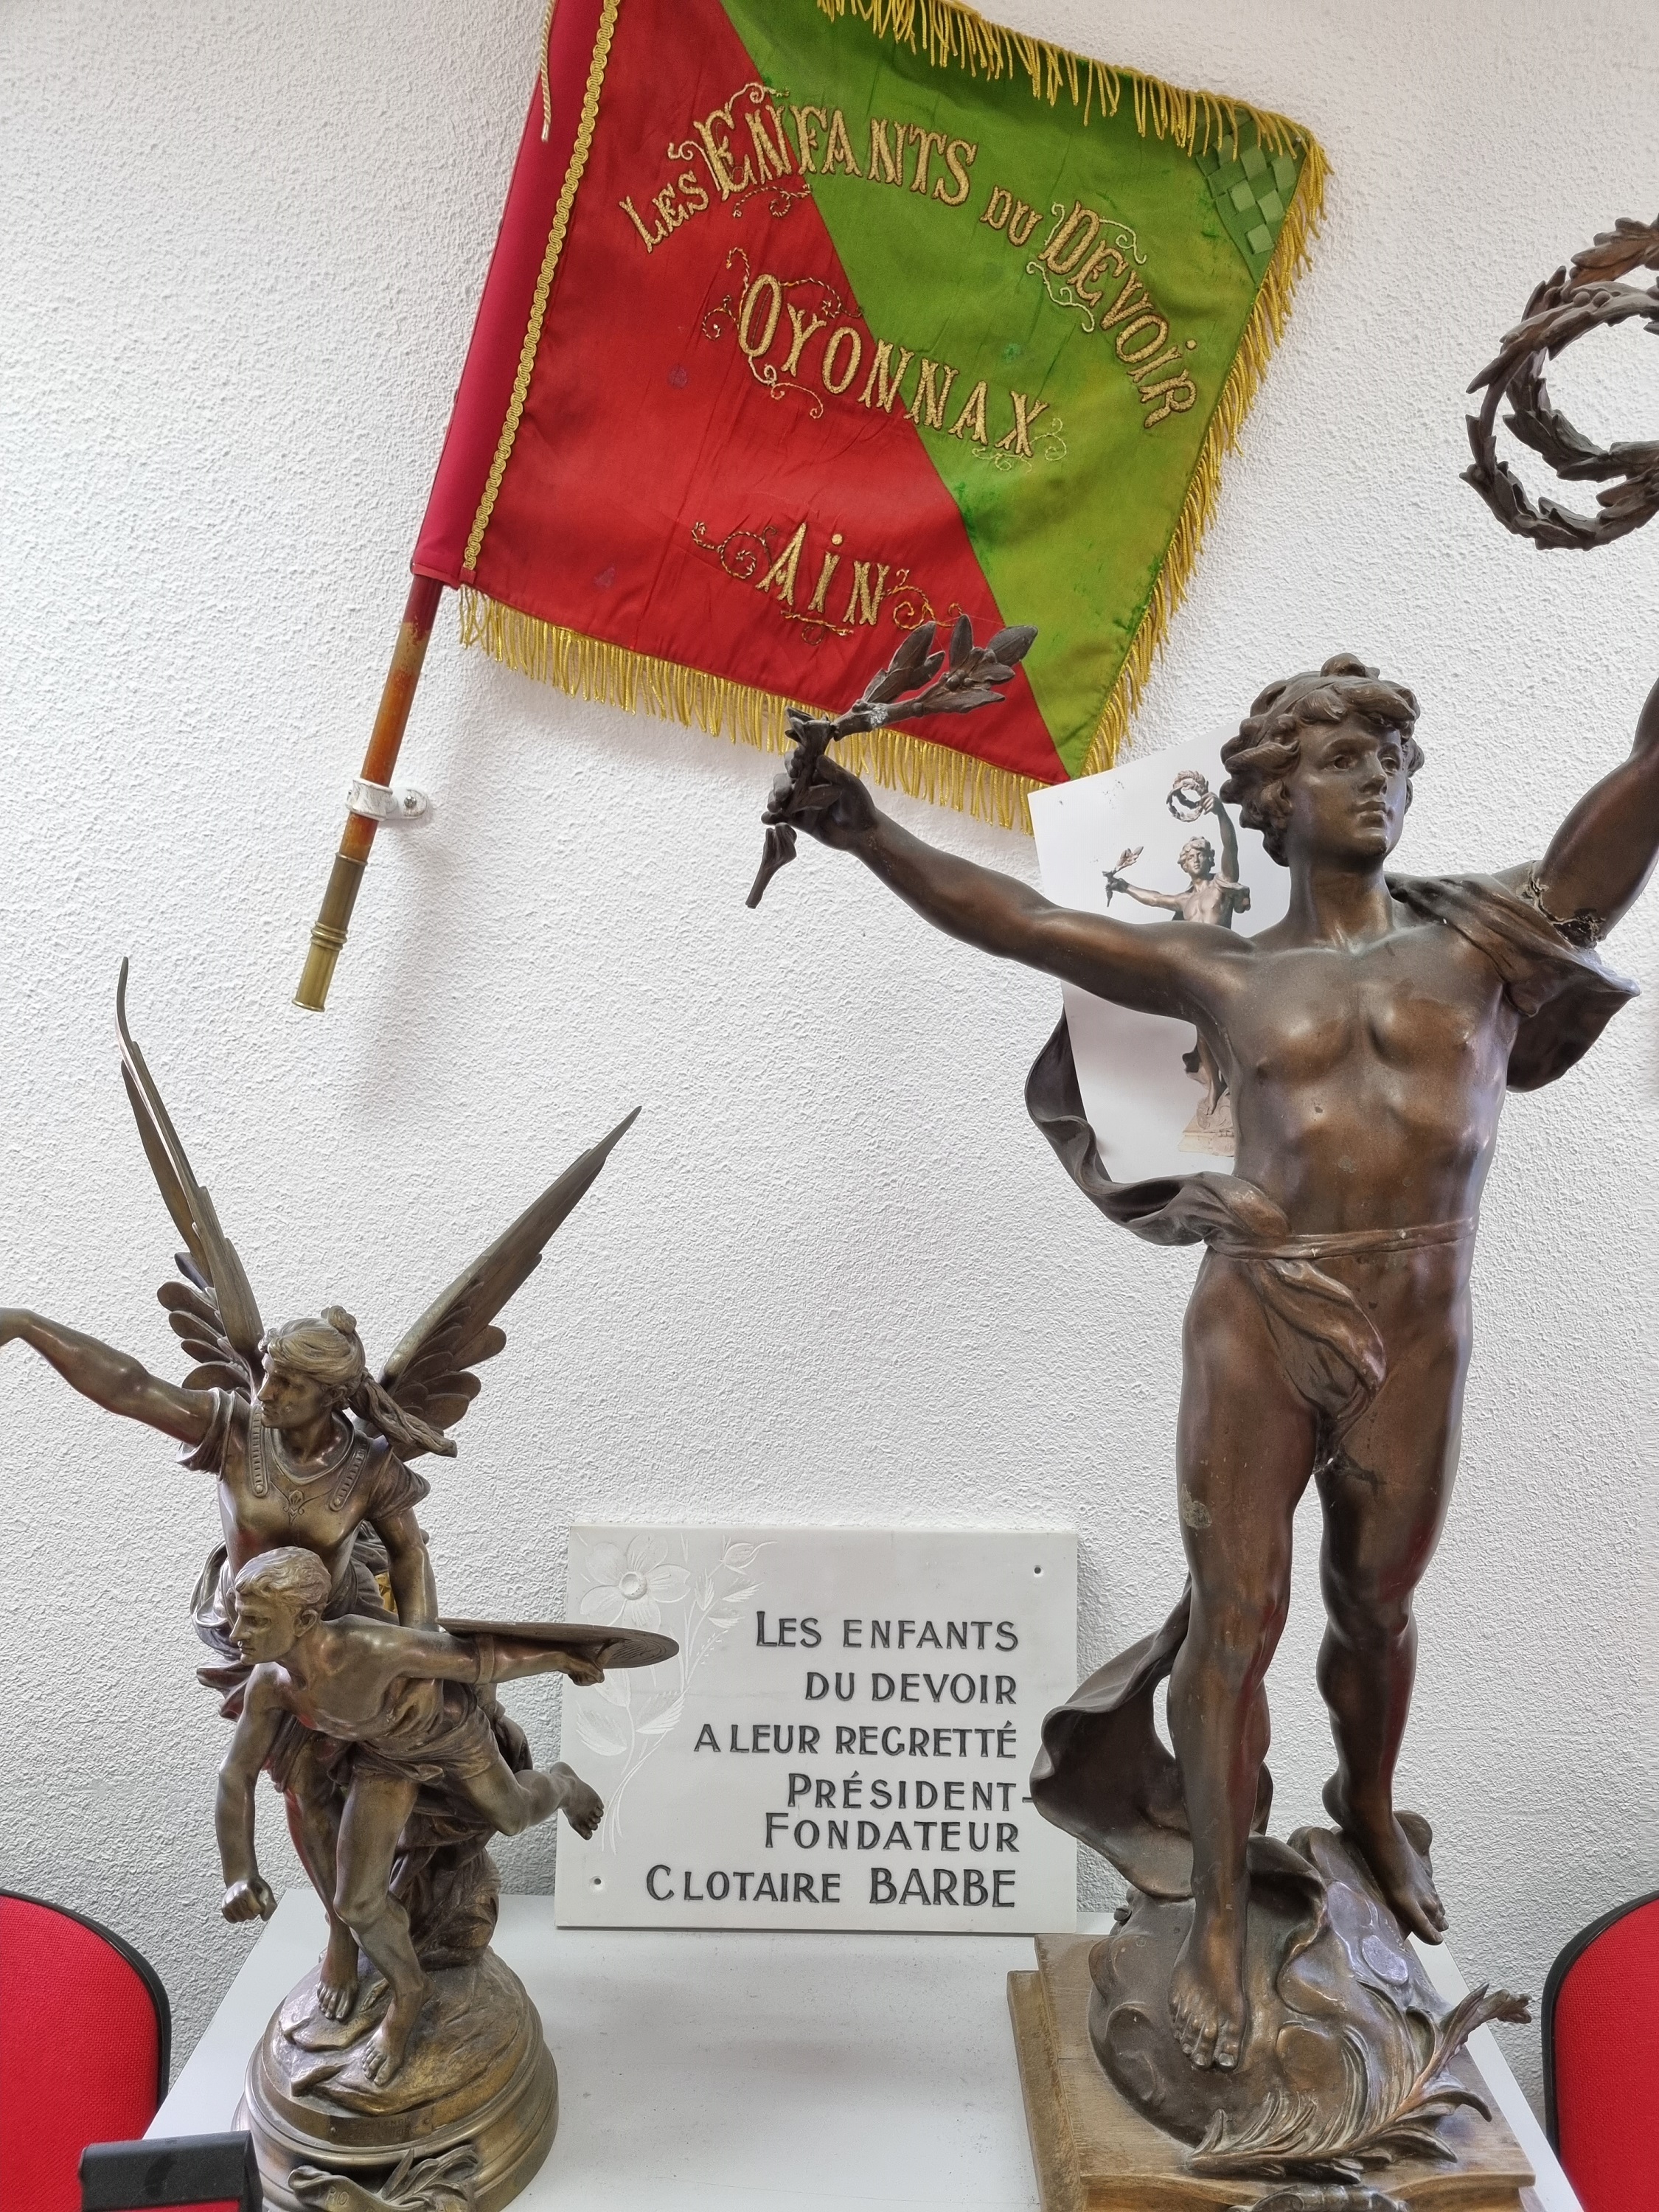 LES ENFANTS DU DEVOIR
OYONNAX
AIN
LES ENFANTS
DU DEVOIR
A LEUR REGRETTÉ
PRÉSIDENT-
FONDATEUR
CLOTAIRE BARBE